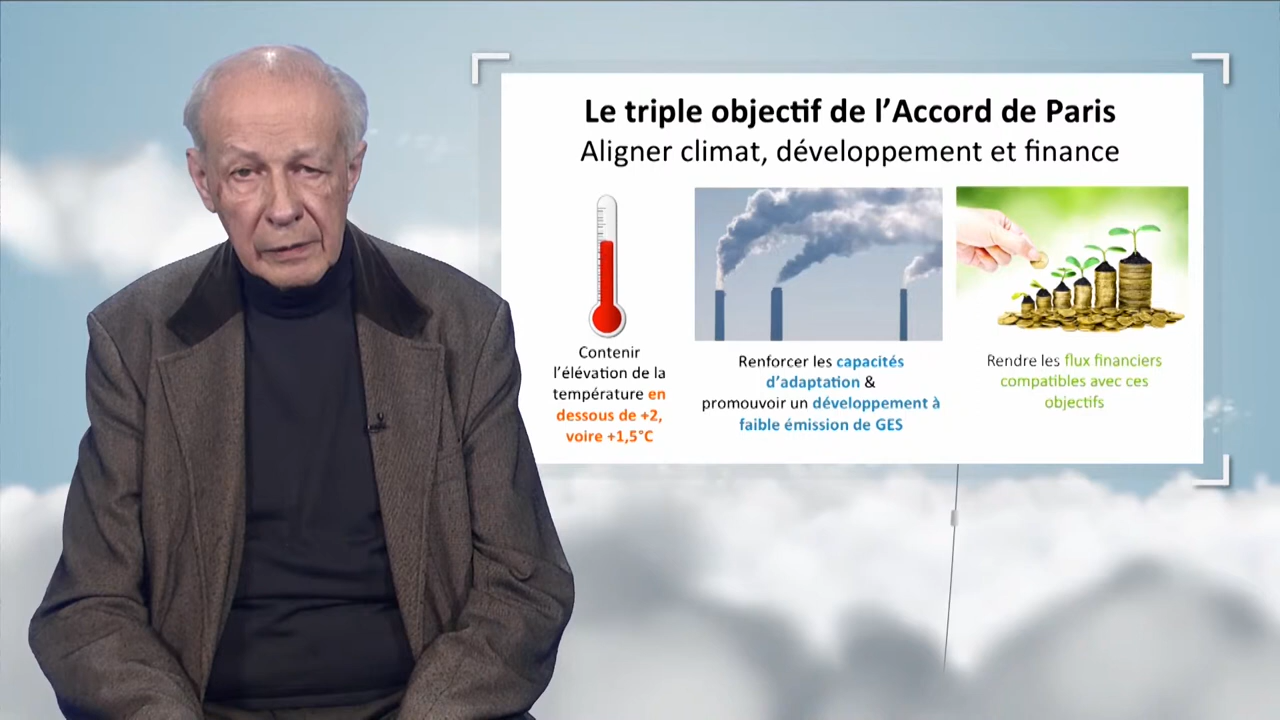 Le triple objectif de l’Accord de Paris
Aligner climat, développement et finance
Contenir
l’élévation de la
température en
dessous de +2,
voire +1,5°C
Renforcer les capacités
d’adaptation &
promouvoir un développement à
faible émission de GES
Rendre les flux financiers
compatibles avec ces
objectifs